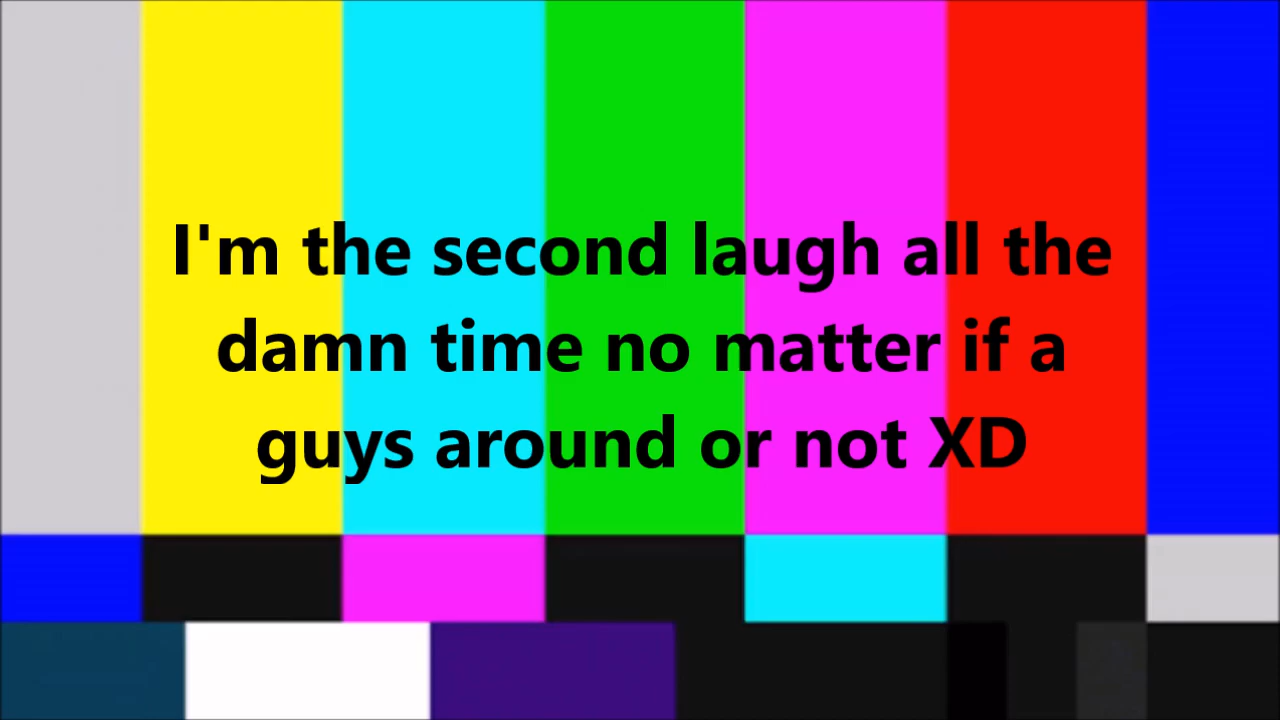 I'm the second laugh all the
damn time no matter if a
guys around or not XD